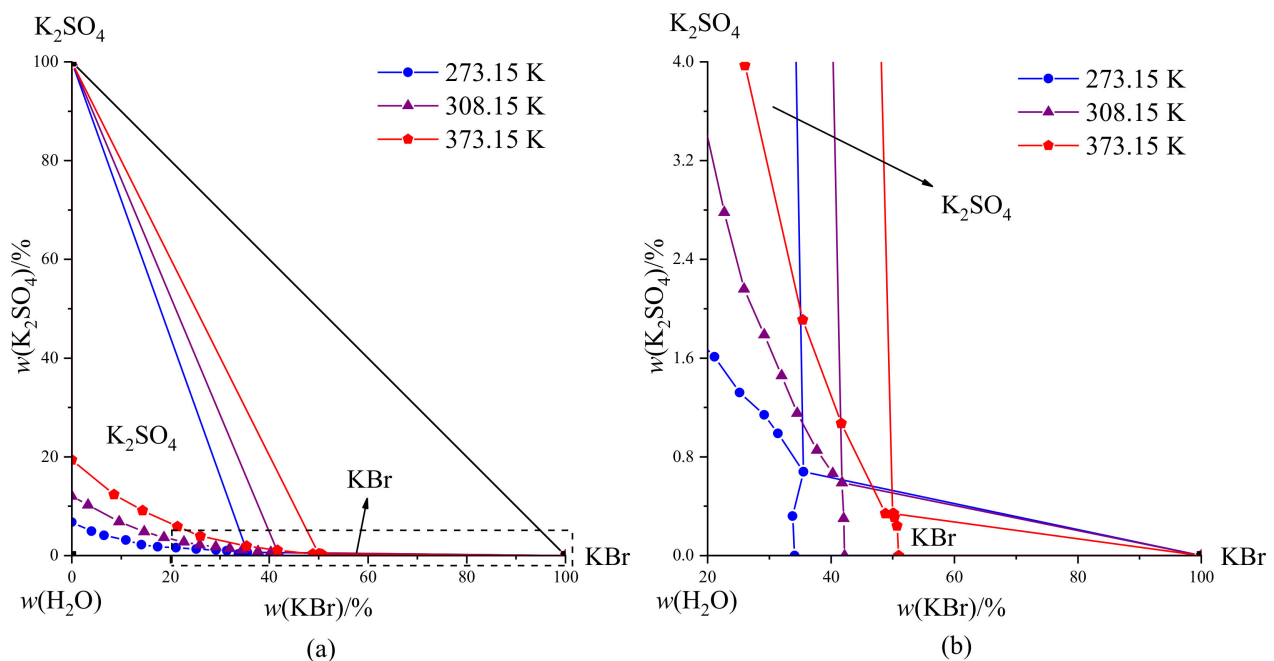 K₂SO₄
100
80
60
40
20
0
w(K₂SO₄)/%
273.15 K
308.15 K
373.15 K
K₂SO₄
KBr
KBr
0
20
40
60
80
100
w(H₂O)
w(KBr)/%
(a)
K₂SO₄
4.0
3.2
2.4
1.6
0.8
0.0
w(K₂SO₄)/%
273.15 K
308.15 K
373.15 K
K₂SO₄
KBr
KBr
20
40
60
80
100
w(H₂O)
w(KBr)/%
(b)